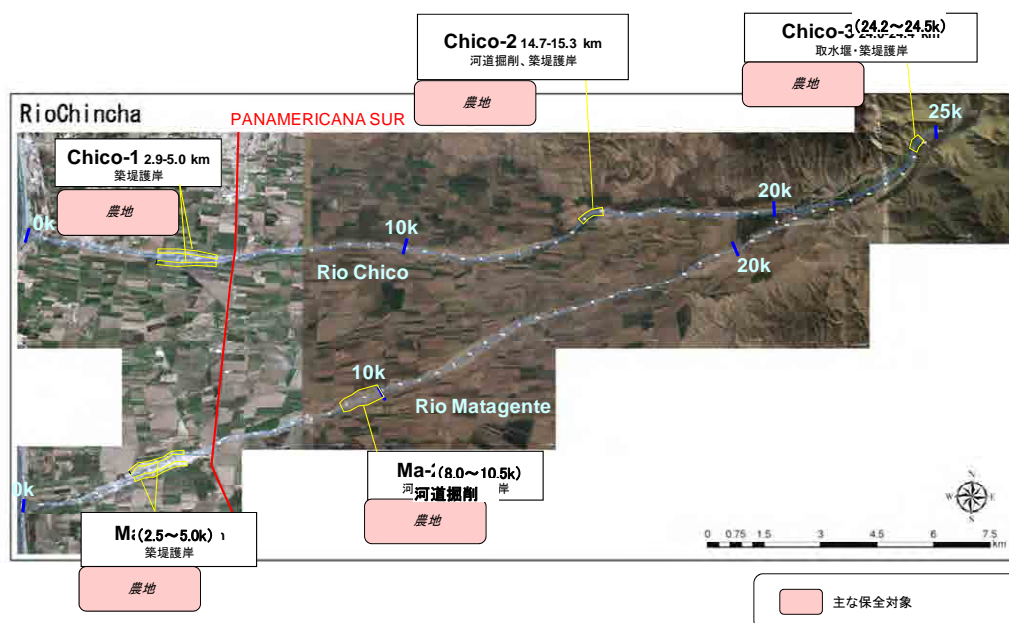 Chico-2 14.7-15.3 km
河道掘削、築堤護岸
農地
Chico-3 (24.2～24.5k)
取水堰・築堤護岸
農地
RioChincha
PANAMERICANA SUR
25k
Chico-1 2.9-5.0 km
築堤護岸
農地
0k
10k
20k
Rio Chico
20k
10k
Rio Matagente
0k
Ma-2(8.0～10.5k)
河道掘削
農地
(2.5～5.0k)
築堤護岸
農地
N
W E
S
0 0.75 1.5 3 4.5 6 7.5
km
主な保全対象